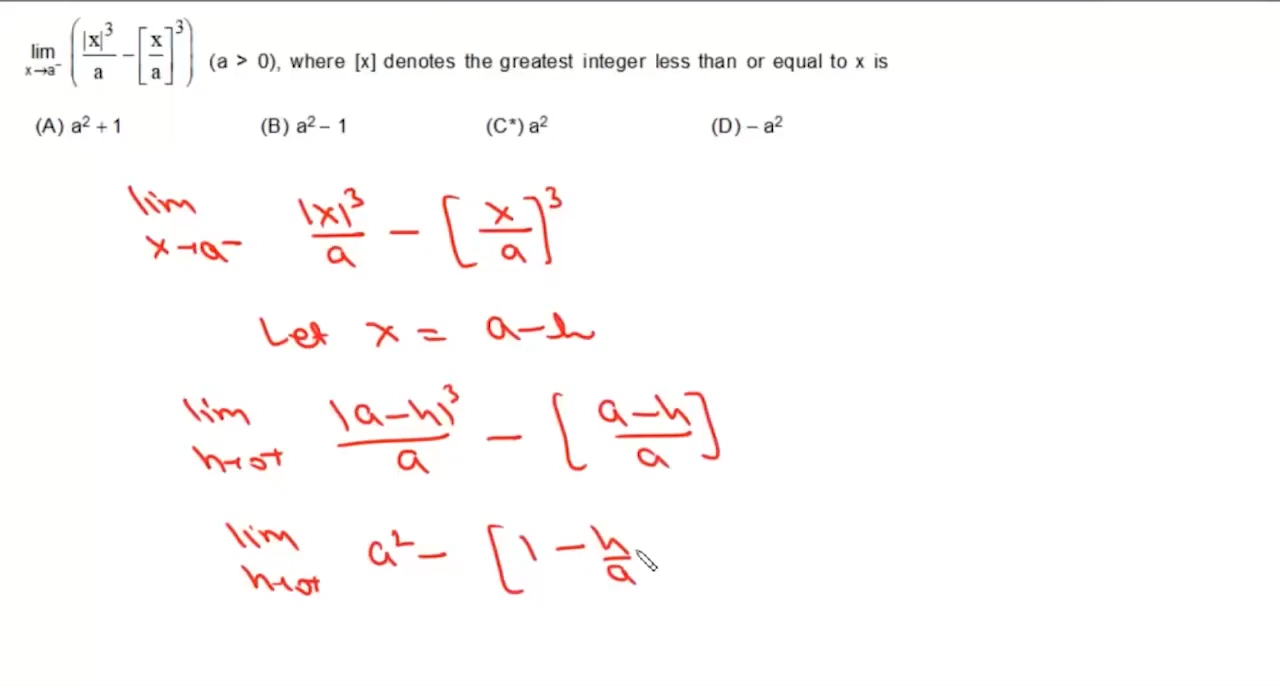 lim x→a⁻ (|x|³/a − [x/a]³) (a > 0), where [x] denotes the greatest integer less than or equal to x is
(A) a² + 1 (B) a² – 1 (C*) a² (D) – a²
lim x→a⁻ |x|³/a − [x/a]³
Let x = a−h
lim h→0+ |a−h|³/a − [a−h/a]
lim h→0+ a² − [1 − h/a